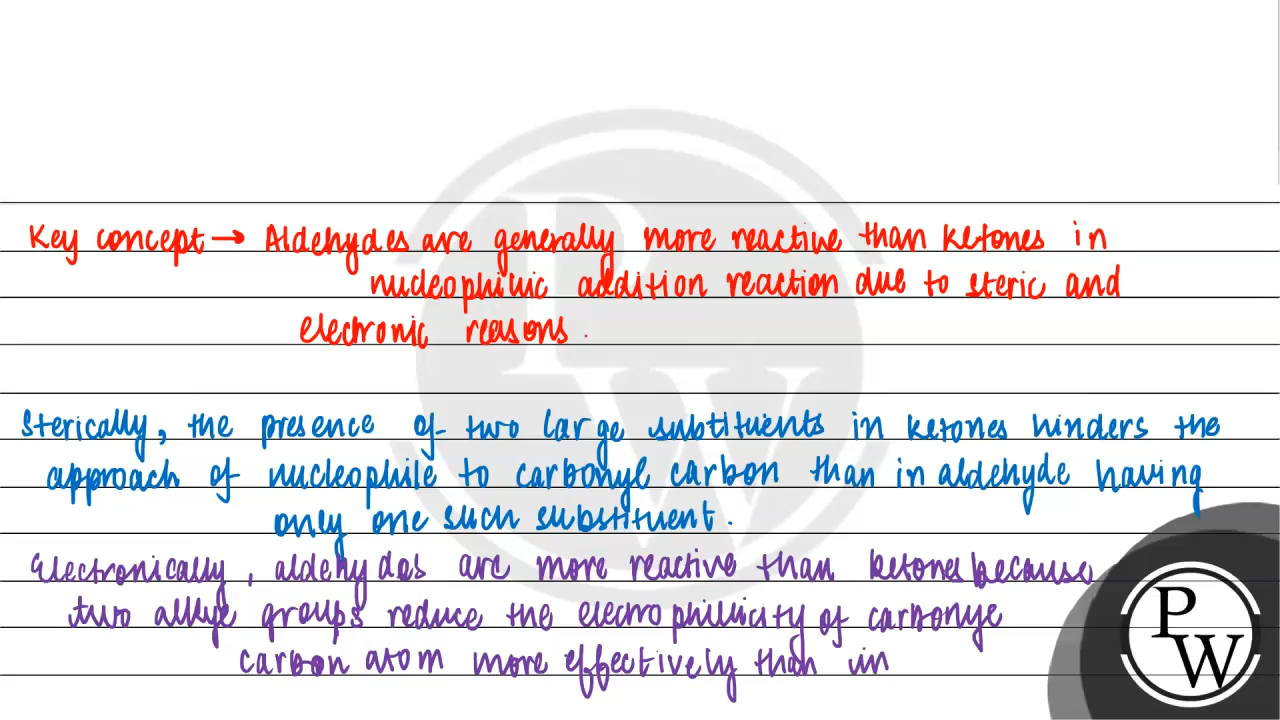 Key concept → Aldehydes are generally more reactive than ketones in
nucleophilic addition reaction due to steric and
electronic reasons.
Sterically, the presence of two large substituents in ketones hinders the
approach of nucleophile to carbonyl carbon than in aldehyde having
only one such substituent.
Electronically, aldehydes are more reactive than ketones because
two alkyl groups reduce the electrophilicity of carbonyl
carbon atom more effectively than in
P
W
P
W